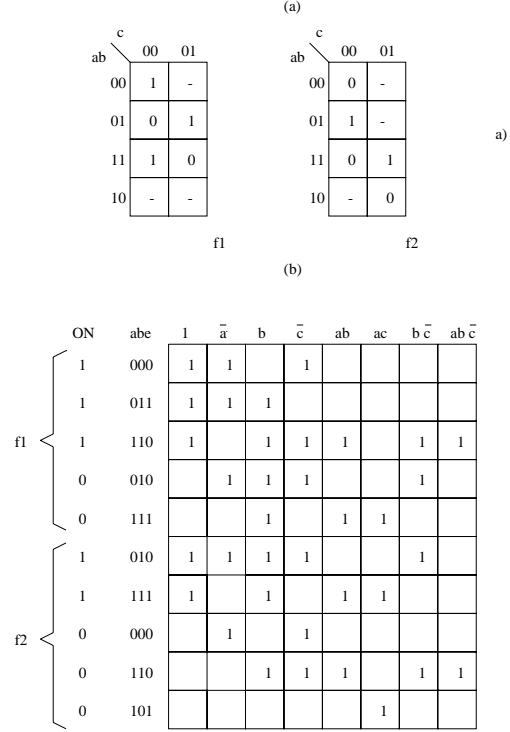 (a)
c c
ab 00 01 ab 00 01
00 1 - 00 0 -
01 0 1 01 1 -
11 1 0 11 0 1
10 - - 10 - 0
a)
f1 f2
(b)
ON abe 1 a̅ b c̅ ab ac b c̅ ab c̅
1 000 1 1 1
1 011 1 1 1
f1 1 110 1 1 1 1 1 1
0 010 1 1 1 1
0 111 1 1 1
1 010 1 1 1 1 1
1 111 1 1 1 1
f2 0 000 1 1
0 110 1 1 1 1 1
0 101 1